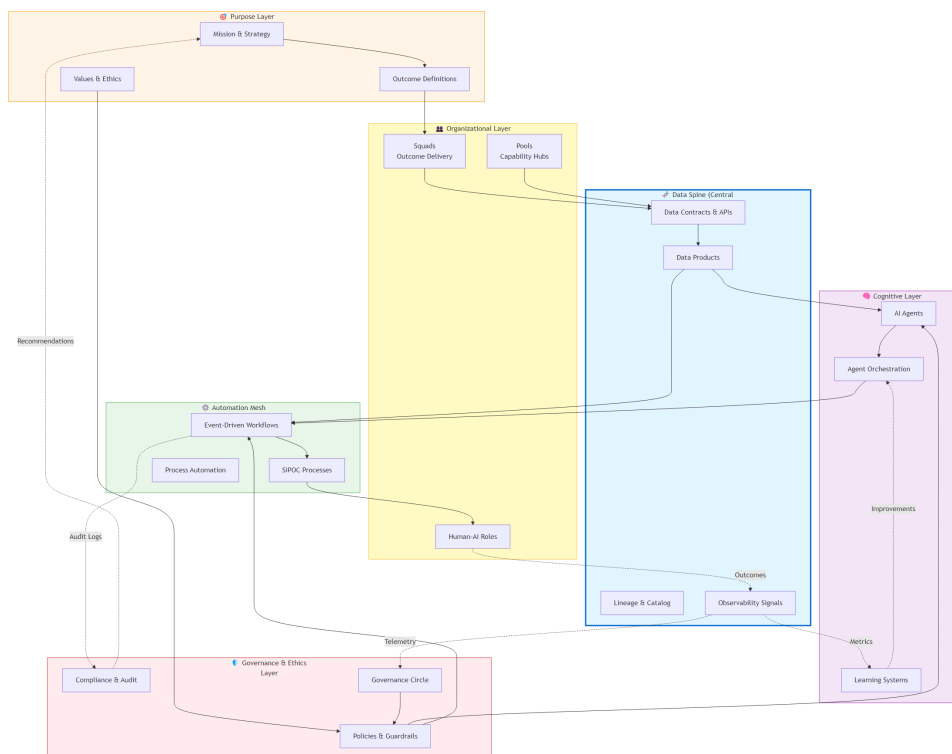 🎯 Purpose Layer
Mission & Strategy
Values & Ethics
Outcome Definitions
👥 Organizational Layer
Squads
Outcome Delivery
Pools
Capability Hubs
🧬 Data Spine (Central
Data Contracts & APIs
Data Products
🧠 Cognitive Layer
AI Agents
Recommendations
Agent Orchestration
⚙️ Automation Mesh
Event-Driven Workflows
Process Automation
SIPOC Processes
Improvements
Audit Logs
Human-AI Roles
Outcomes
Lineage & Catalog
Observability Signals
Telemetry
Metrics
🛡️ Governance & Ethics
Layer
Compliance & Audit
Governance Circle
Learning Systems
Policies & Guardrails